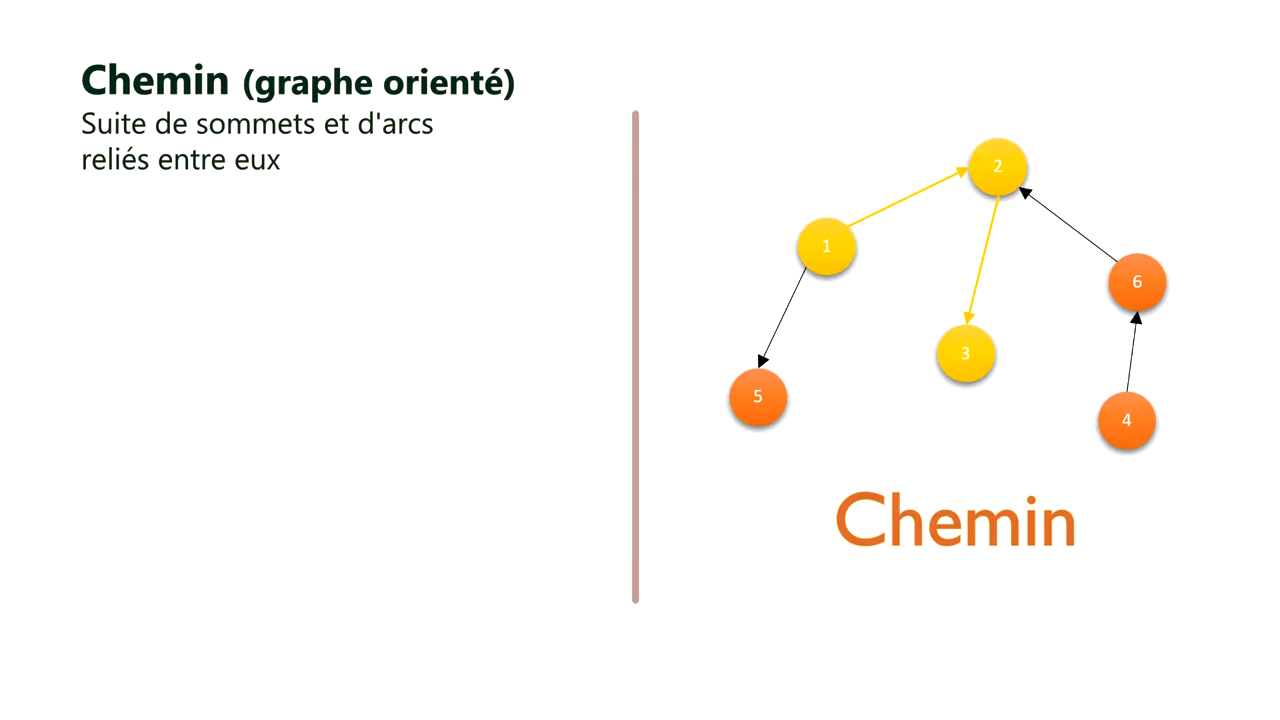 Chemin (graphe orienté)
Suite de sommets et d'arcs
reliés entre eux
2
1
6
3
5
4
Chemin